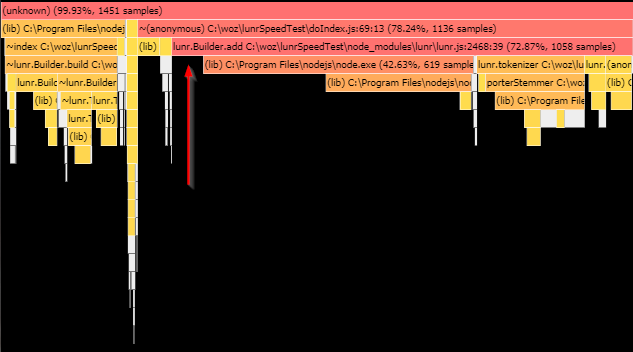 (unknown) (99.93%, 1451 samples)
(lib) C:\Program Files\nodej ~(anonymous) C:\woz\lunrSpeedTest\doIndex.js:69:13 (78.24%, 1136 samples)
~index C:\woz\lunrSpeed (lib) lunr.Builder.add C:\woz\lunrSpeedTest\node_modules\lunr\lunr.js:2468:39 (72.87%, 1058 samples)
~lunr.Builder.build C:\wo (lib) C:\Program Files\nodejs\node.exe (42.63%, 619 sample lunr.tokenizer C:\woz\lu lunr.(anor
lunr.Builc ~lunr.Builder (lib) C:\Program Files\nodejs\nod porterStemmer C:\woz (lib) C:\
(lib) ~lunr. lunr.T (lib) C:\Program File
lunr.T (lib)
(lib)